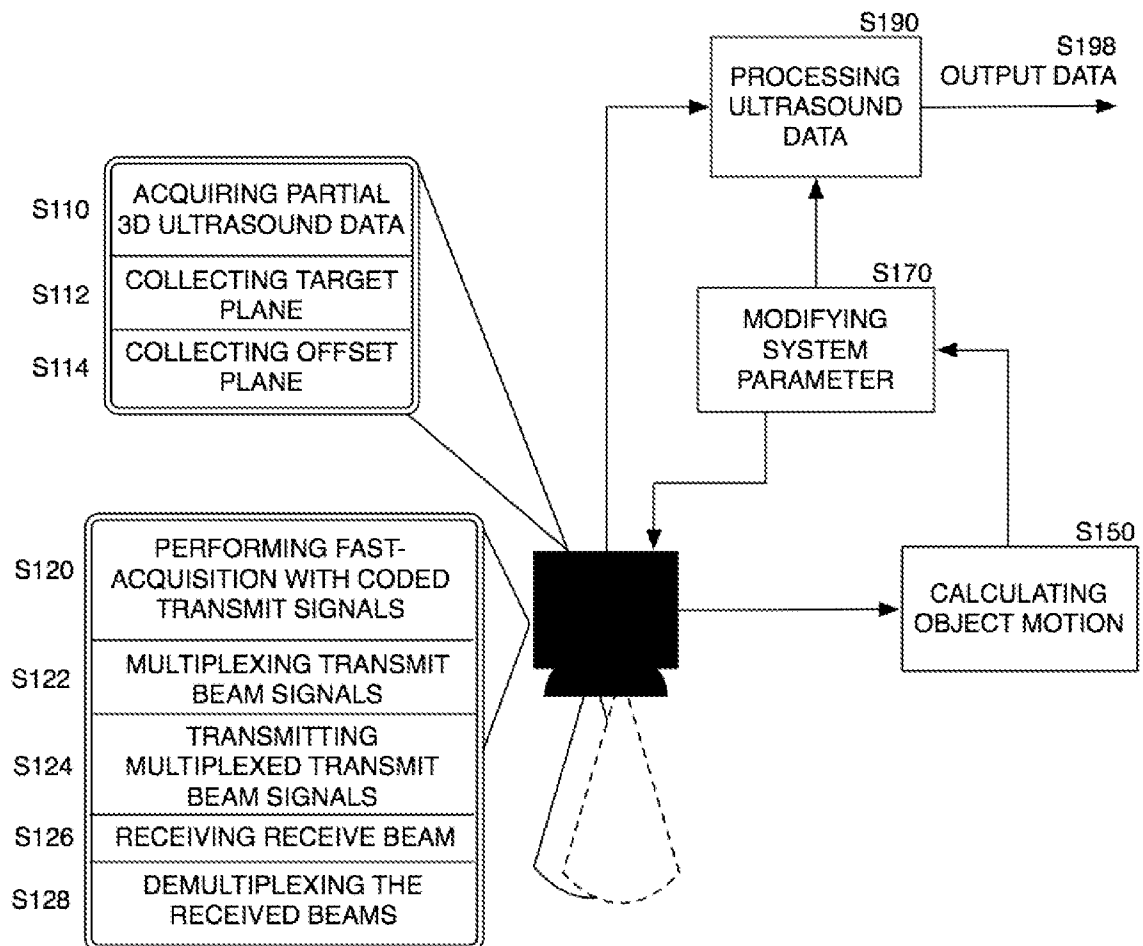 S190
PROCESSING
ULTRASOUND
DATA
S198
OUTPUT DATA
S110
ACQUIRING PARTIAL
3D ULTRASOUND DATA
S112
COLLECTING TARGET
PLANE
S114
COLLECTING OFFSET
PLANE
S170
MODIFYING
SYSTEM
PARAMETER
S120
PERFORMING FAST-
ACQUISITION WITH CODED
TRANSMIT SIGNALS
S122
MULTIPLEXING TRANSMIT
BEAM SIGNALS
S124
TRANSMITTING
MULTIPLEXED TRANSMIT
BEAM SIGNALS
S126
RECEIVING RECEIVE BEAM
S128
DEMULTIPLEXING THE
RECEIVED BEAMS
S150
CALCULATING
OBJECT MOTION